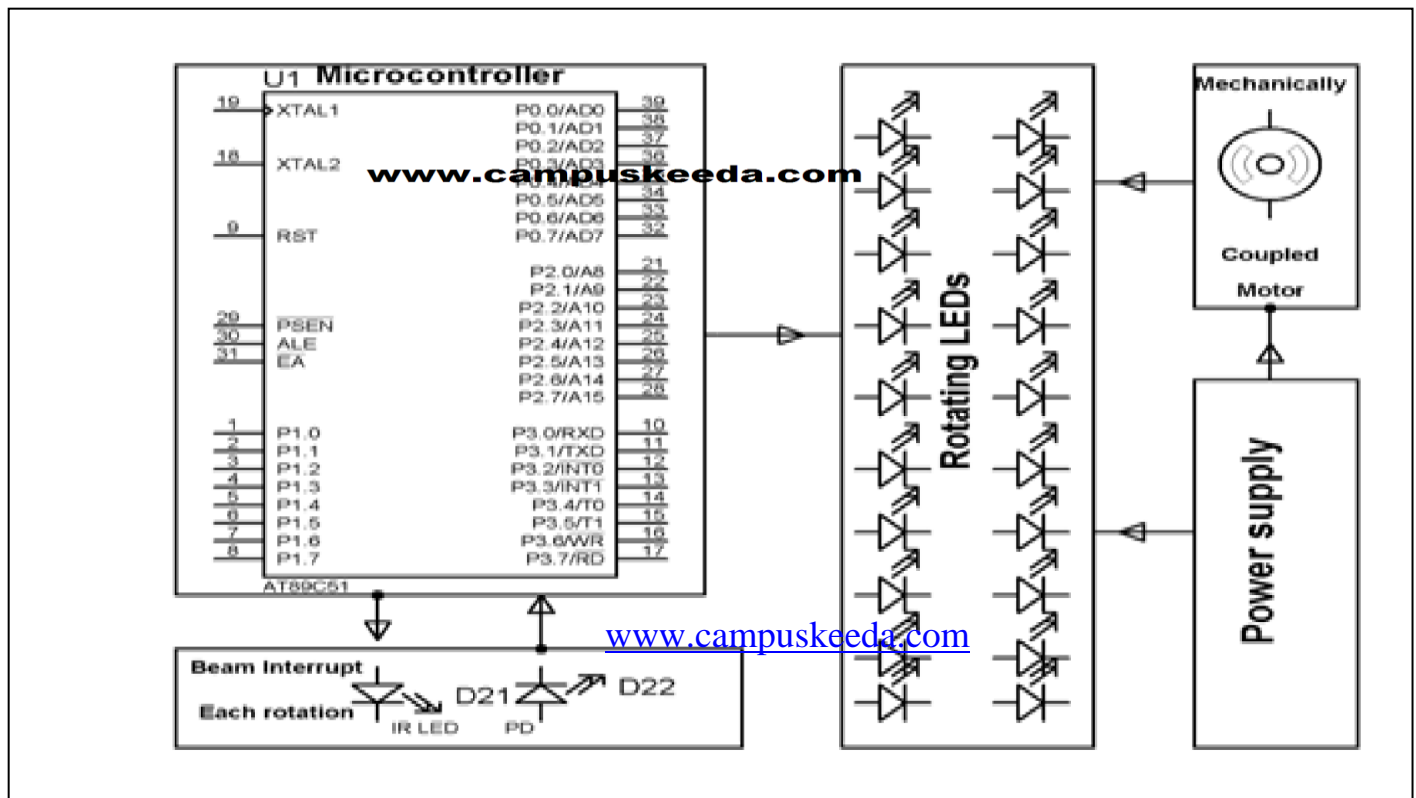 U1 Microcontroller
19 XTAL1
18 XTAL2
9 RST
29 PSEN
30 ALE
31 EA
1 P1.0
2 P1.1
3 P1.2
4 P1.3
5 P1.4
6 P1.5
7 P1.6
8 P1.7
P0.0/AD0 39
P0.1/AD1 38
P0.2/AD2 37
P0.3/AD3 36
www.campuskeeda.com
P0.4/AD4
P0.5/AD5 34
P0.6/AD6 33
P0.7/AD7 32
P2.0/A8 21
P2.1/A9 22
P2.2/A10 23
P2.3/A11 24
P2.4/A12 25
P2.5/A13 26
P2.6/A14 27
P2.7/A15 28
P3.0/RXD 10
P3.1/TXD 11
P3.2/INT0 12
P3.3/INT1 13
P3.4/T0 14
P3.5/T1 15
P3.6/WR 16
P3.7/RD 17
AT89C51
Rotating LEDs
Mechanically
Coupled
Motor
Power supply
www.campuskeeda.com
Beam Interrupt
Each rotation
D21
D22
IR LED
PD